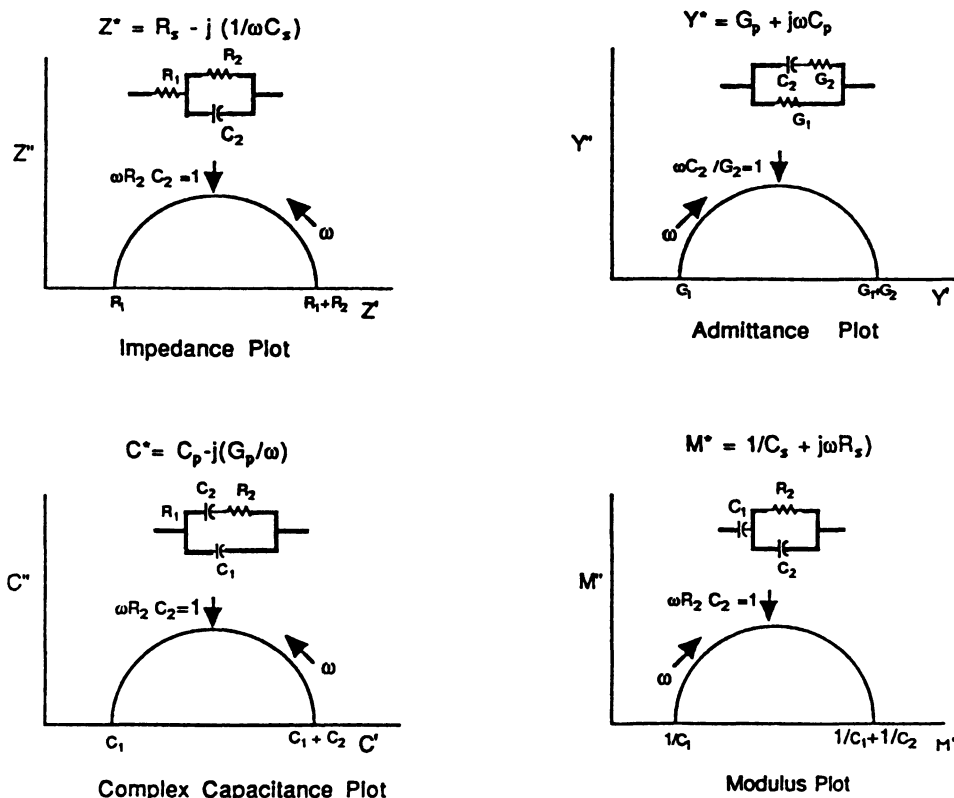 Z* = Rs - j (1/ωCs)
R1
R2
C2
Z"
ωR2 C2 =1
ω
R1
R1+R2
Z'
Impedance Plot
Y* = Gp + jωCp
C2
G2
G1
Y"
ωC2 /G2=1
ω
G1
G1+G2
Y'
Admittance Plot
C*= Cp-j(Gp/ω)
C2
R2
R1
C1
C"
ωR2 C2=1
ω
C1
C1 + C2
C'
Complex Capacitance Plot
M* = 1/Cs + jωRs)
R2
C1
C2
M"
ωR2 C2 =1
ω
1/C1
1/C1+1/C2
M'
Modulus Plot